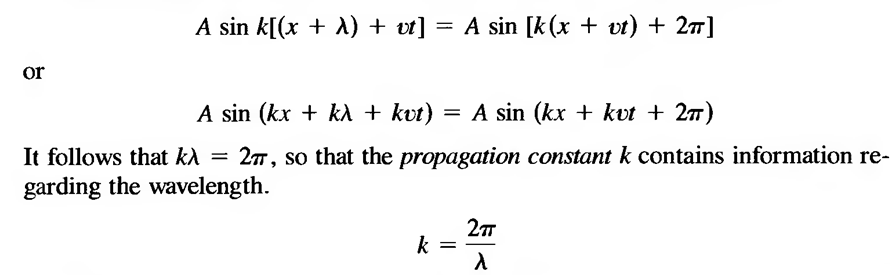 A sin k[(x + λ) + vt] = A sin [k(x + vt) + 2π]
or
A sin (kx + kλ + kvt) = A sin (kx + kvt + 2π)
It follows that kλ = 2π, so that the propagation constant k contains information re-
garding the wavelength.
k = 2π/λ